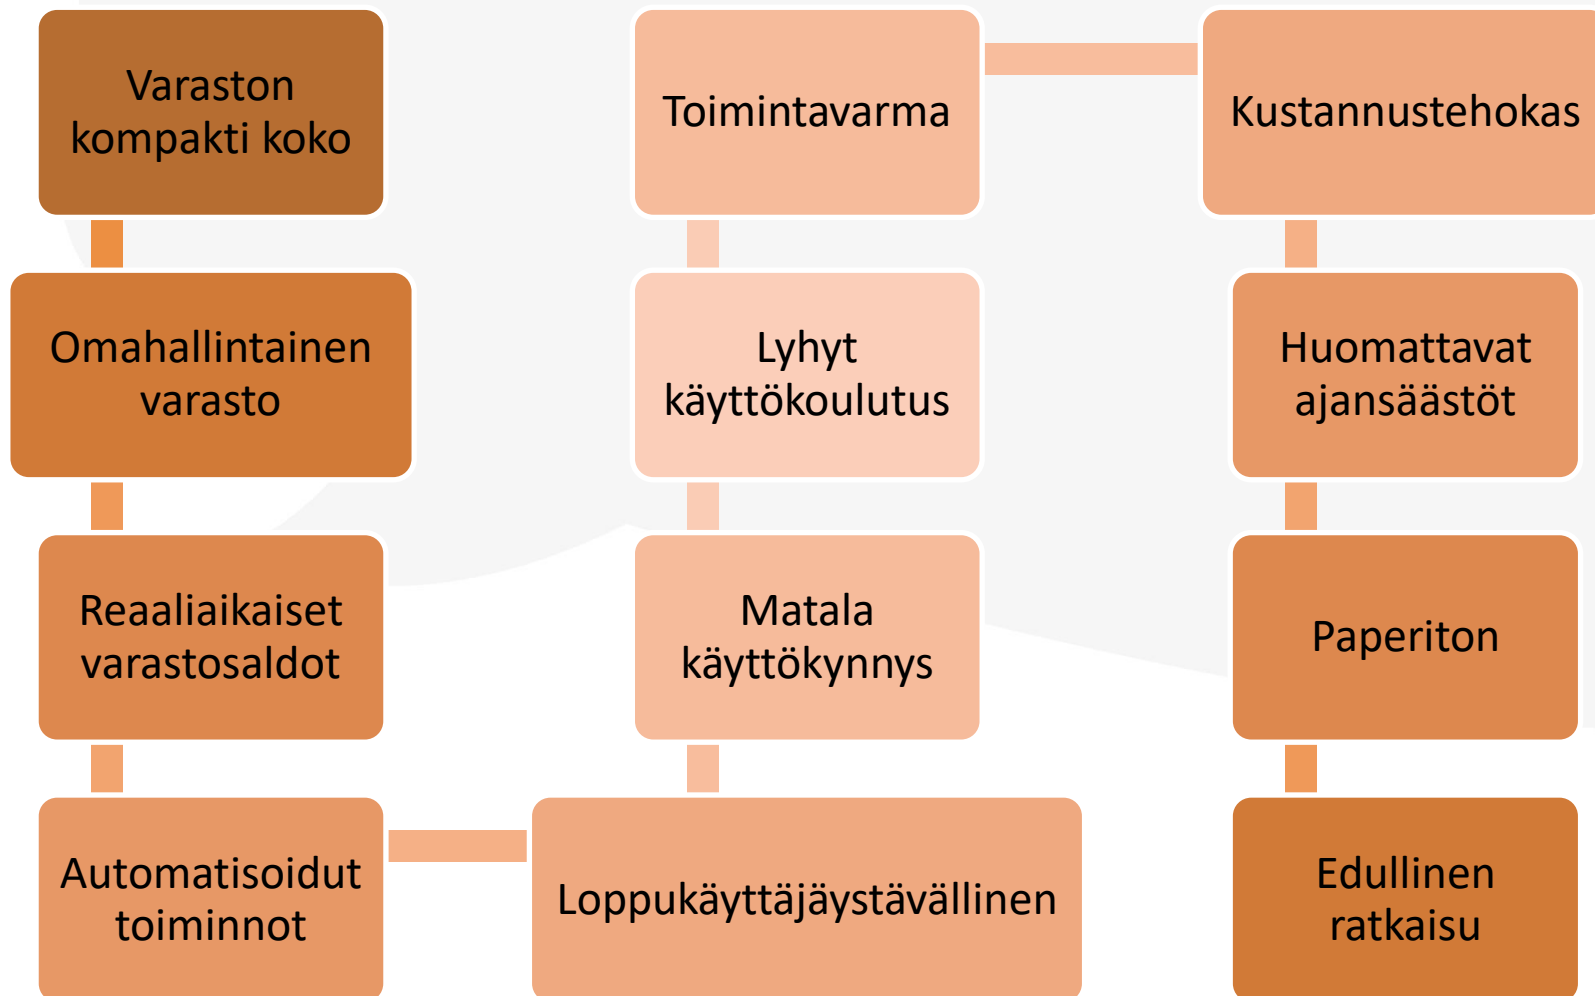 Varaston
kompakti koko
Omahallintainen
varasto
Reaaliaikaiset
varastosaldot
Automatisoidut
toiminnot
Loppukäyttäjäystävällinen
Matala
käyttökynnys
Lyhyt
käyttökoulutus
Toimintavarma
Kustannustehokas
Huomattavat
ajansäästöt
Paperiton
Edullinen
ratkaisu